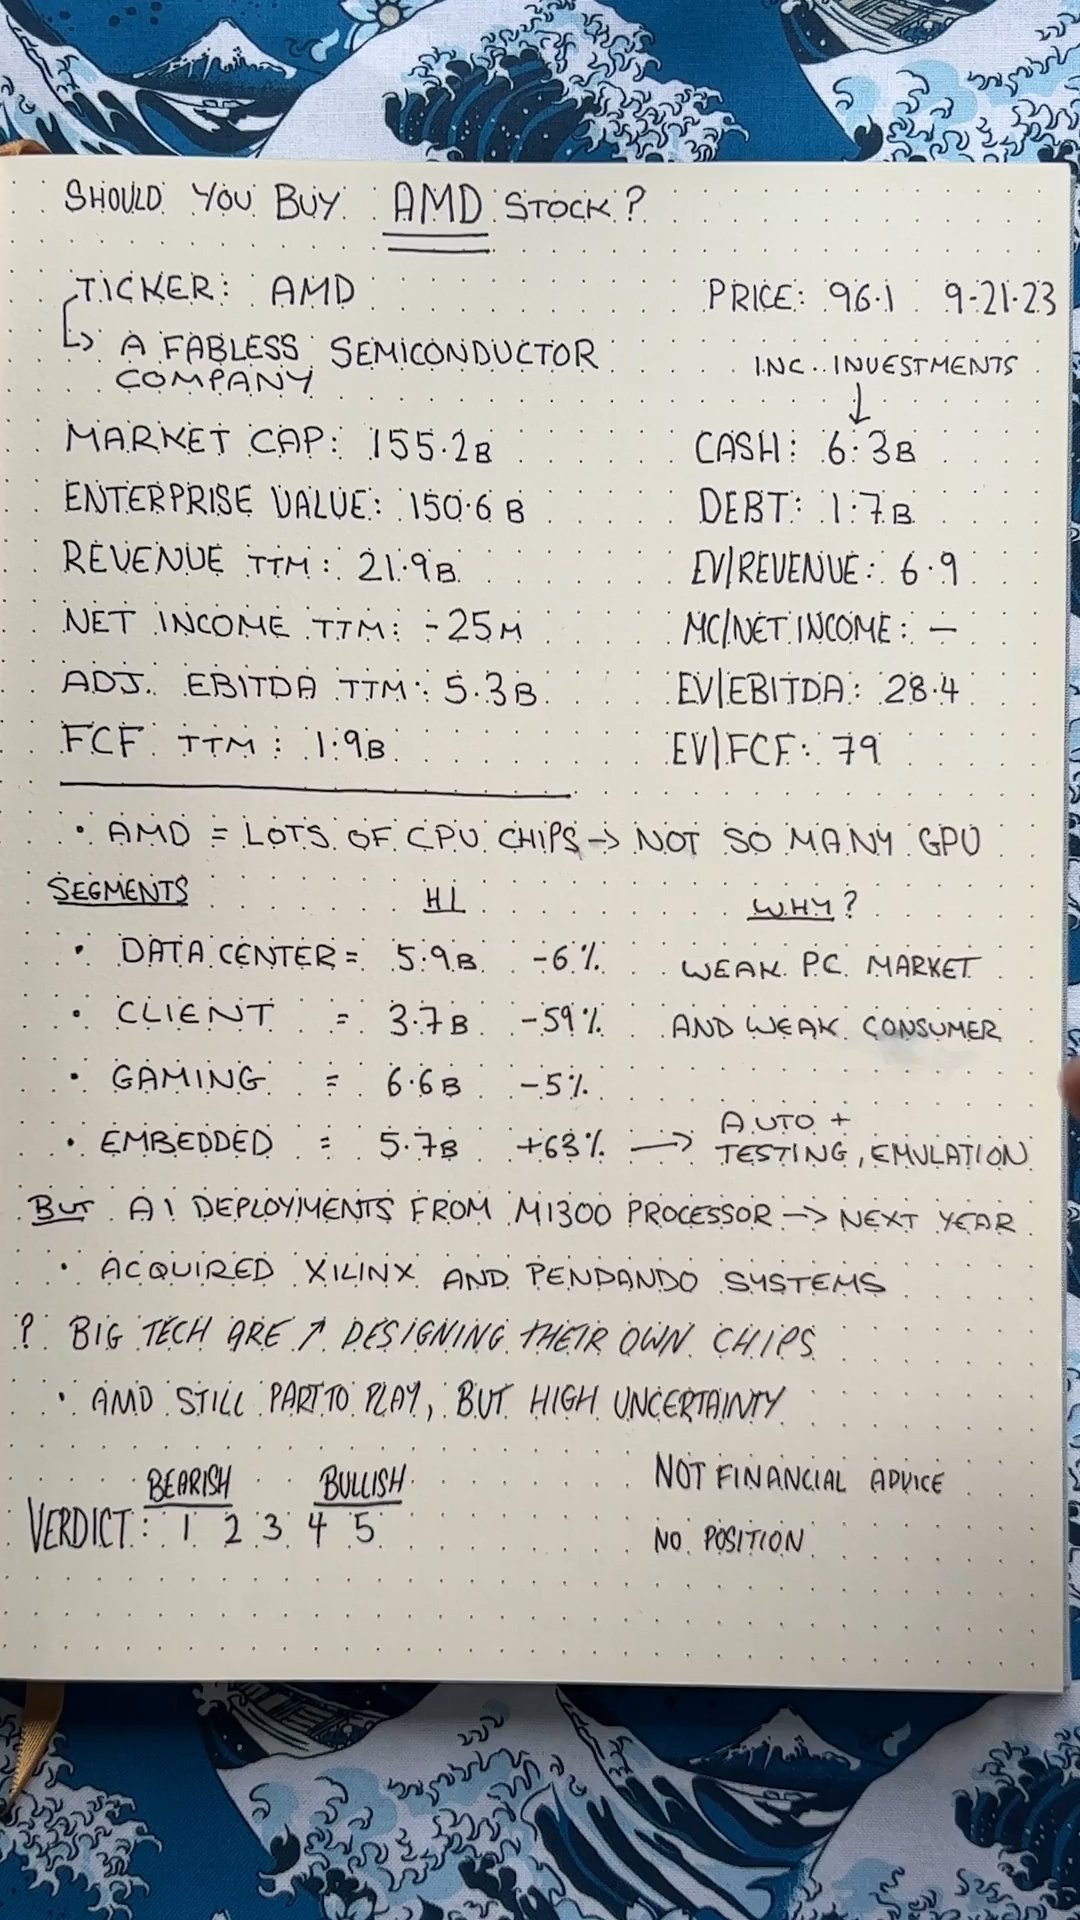 SHOULD YOU BUY AMD STOCK?
TICKER: AMD
PRICE: 96.1 9-21-23
↳ A FABLESS SEMICONDUCTOR
COMPANY
INC. INVESTMENTS
↓
MARKET CAP: 155.2B
CASH: 6.3B
ENTERPRISE VALUE: 150.6B
DEBT: 1.7B
REVENUE TTM: 21.9B
EV/REVENUE: 6.9
NET INCOME TTM: -25M
MC/NET INCOME: —
ADJ. EBITDA TTM: 5.3B
EV/EBITDA: 28.4
FCF TTM: 1.9B
EV/FCF: 79
• AMD = LOTS OF CPU CHIPS → NOT SO MANY GPU
SEGMENTS H1 WHY?
• DATA CENTER = 5.9B -6% WEAK PC MARKET
• CLIENT = 3.7B -59% AND WEAK CONSUMER
• GAMING = 6.6B -5%
• EMBEDDED = 5.7B +63% → AUTO +
TESTING, EMULATION
BUT AI DEPLOYMENTS FROM MI300 PROCESSOR → NEXT YEAR
• ACQUIRED XILINX AND PENDANDO SYSTEMS
? BIG TECH ARE ↗ DESIGNING THEIR OWN CHIPS
• AMD STILL PART TO PLAY, BUT HIGH UNCERTAINTY
BEARISH BULLISH
NOT FINANCIAL ADVICE
VERDICT: 1 2 3 4 5
NO POSITION